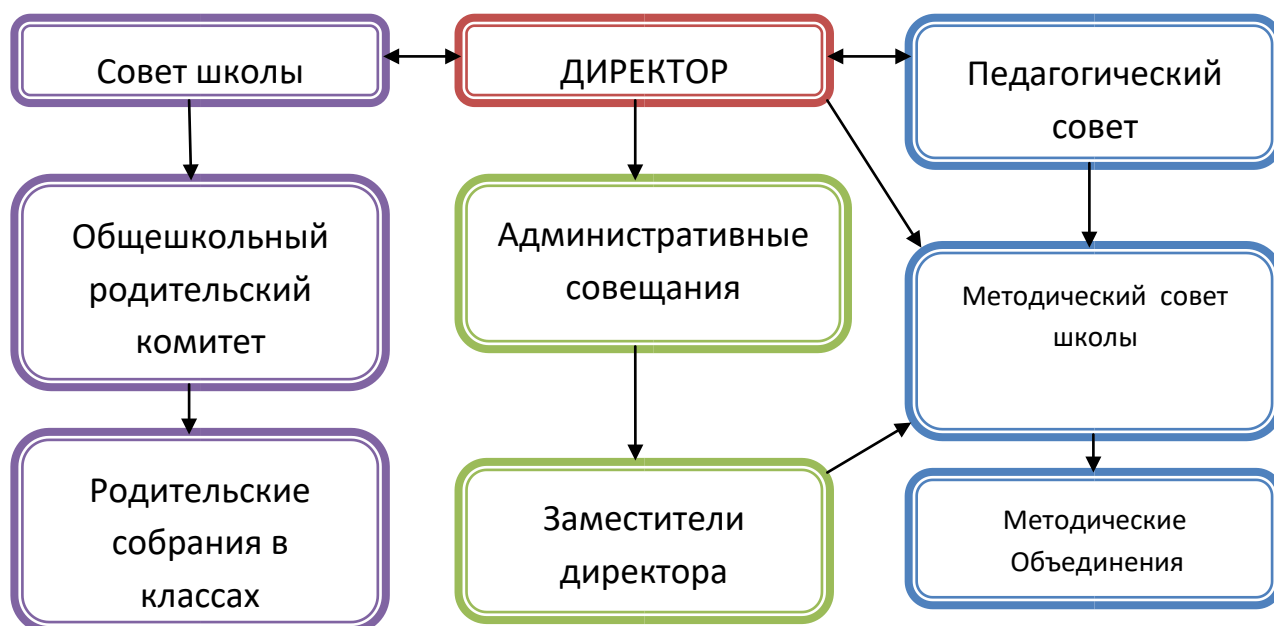 Совет школы
ДИРЕКТОР
Педагогический
совет
Общешкольный
родительский
комитет
Административные
совещания
Методический совет
школы
Родительские
собрания в
классах
Заместители
директора
Методические
Объединения